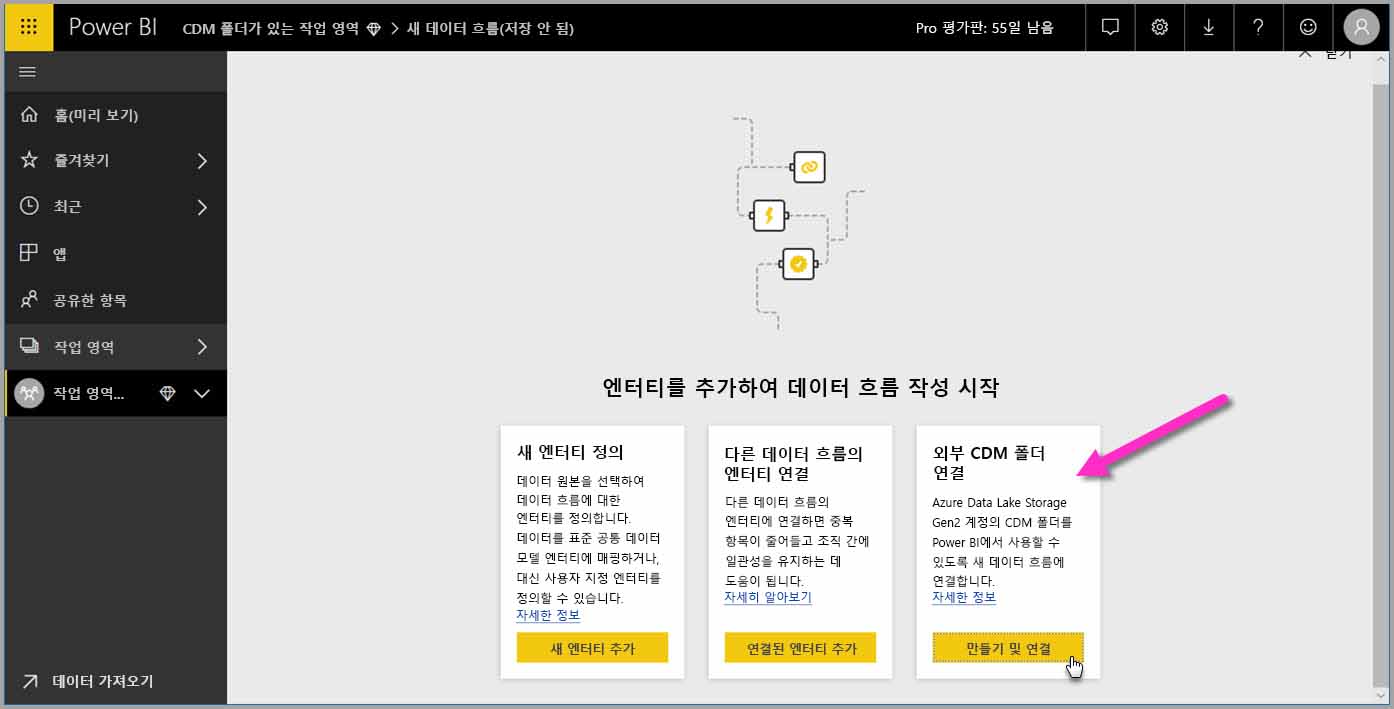 Power BI CDM 폴더가 있는 작업 영역 > 새 데이터 흐름(저장 안 됨) Pro 평가판: 55일 남음
닫기
홈(미리 보기)
즐겨찾기
최근
앱
공유한 항목
작업 영역
작업 영역...
데이터 가져오기
엔터티를 추가하여 데이터 흐름 작성 시작
새 엔터티 정의
데이터 원본을 선택하여
데이터 흐름에 대한
엔터티를 정의합니다.
데이터를 표준 공통 데이터
모델 엔터티에 매핑하거나,
대신 사용자 지정 엔터티를
정의할 수 있습니다.
자세한 정보
새 엔터티 추가
다른 데이터 흐름의
엔터티 연결
다른 데이터 흐름의
엔터티에 연결하면 중복
항목이 줄어들고 조직 간에
일관성을 유지하는 데
도움이 됩니다.
자세히 알아보기
연결된 엔터티 추가
외부 CDM 폴더
연결
Azure Data Lake Storage
Gen2 계정의 CDM 폴더를
Power BI에서 사용할 수
있도록 새 데이터 흐름에
연결합니다.
자세한 정보
만들기 및 연결